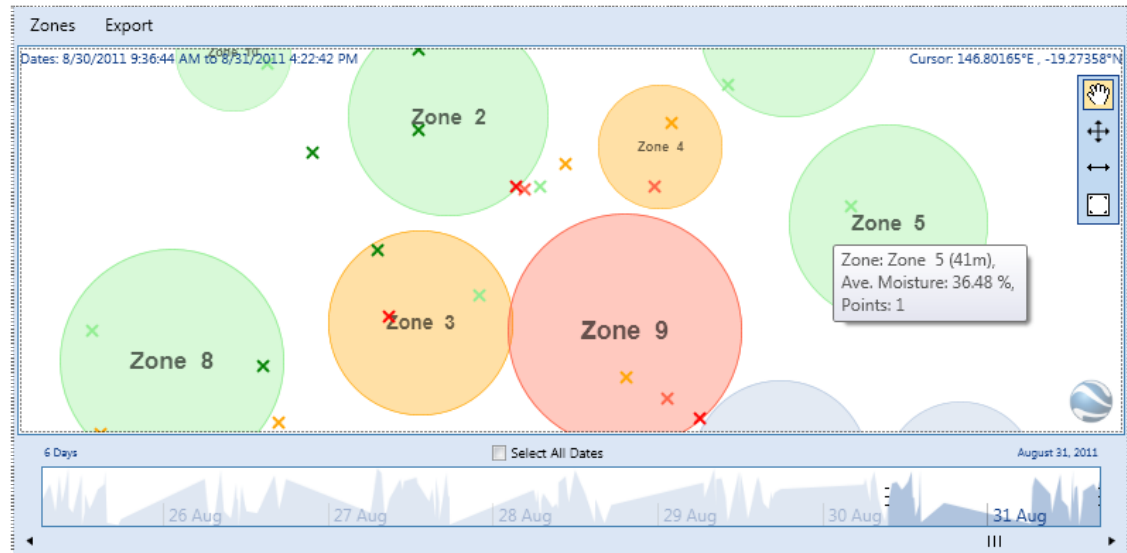 Zones Export
Zone 10
Dates: 8/30/2011 9:36:44 AM to 8/31/2011 4:22:42 PM
Cursor: 146.80165°E , -19.27358°N
Zone 2
Zone 4
Zone 5
Zone: Zone 5 (41m),
Ave. Moisture: 36.48 %,
Points: 1
Zone 3
Zone 9
Zone 8
6 Days
Select All Dates
August 31, 2011
26 Aug
27 Aug
28 Aug
29 Aug
30 Aug
31 Aug